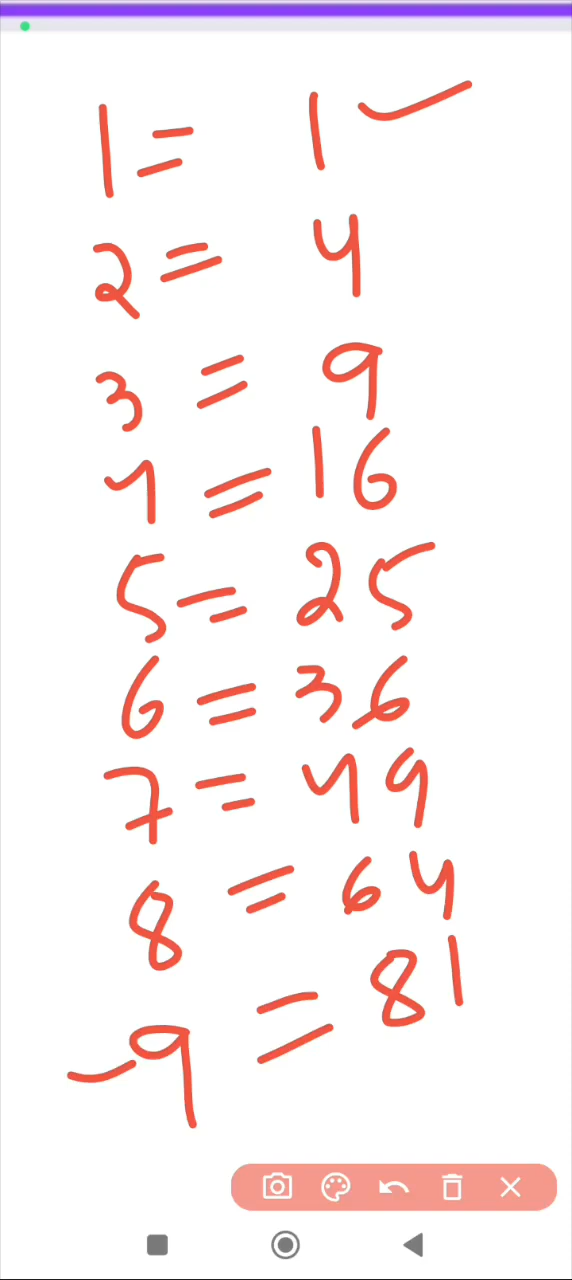 1 = 1
2 = 4
3 = 9
4 = 16
5 = 25
6 = 36
7 = 49
8 = 64
9 = 81